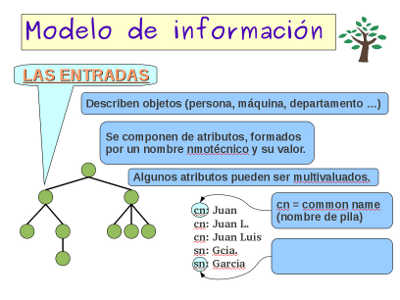 Modelo de información
LAS ENTRADAS
Describen objetos (persona, máquina, departamento ...)
Se componen de atributos, formados
por un nombre nmotécnico y su valor.
Algunos atributos pueden ser multivaluados.
cn: Juan
cn: Juan L.
cn: Juan Luis
sn: Gcia.
sn: Garcia
cn = common name
(nombre de pila)